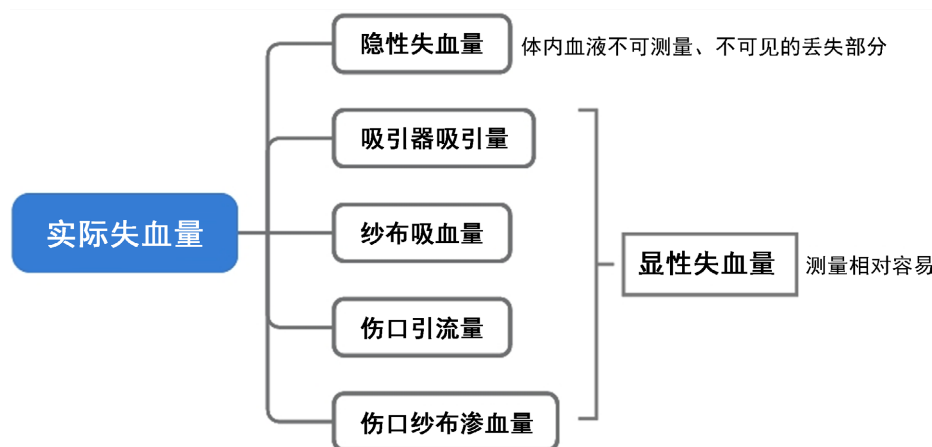 隐性失血量
体内血液不可测量、不可见的丢失部分
吸引器吸引量
实际失血量
纱布吸血量
显性失血量
测量相对容易
伤口引流量
伤口纱布渗血量